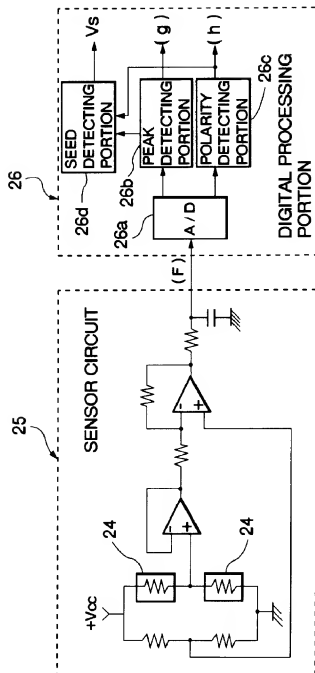 25
SENSOR CIRCUIT
+Vcc
24
24
-
+
-
+
(F)
26
SEED
DETECTING
PORTION
26d
Vs
26b
PEAK
DETECTING
PORTION
(g)
26a
A/D
POLARITY
DETECTING
PORTION
(h)
26c
DIGITAL PROCESSING
PORTION